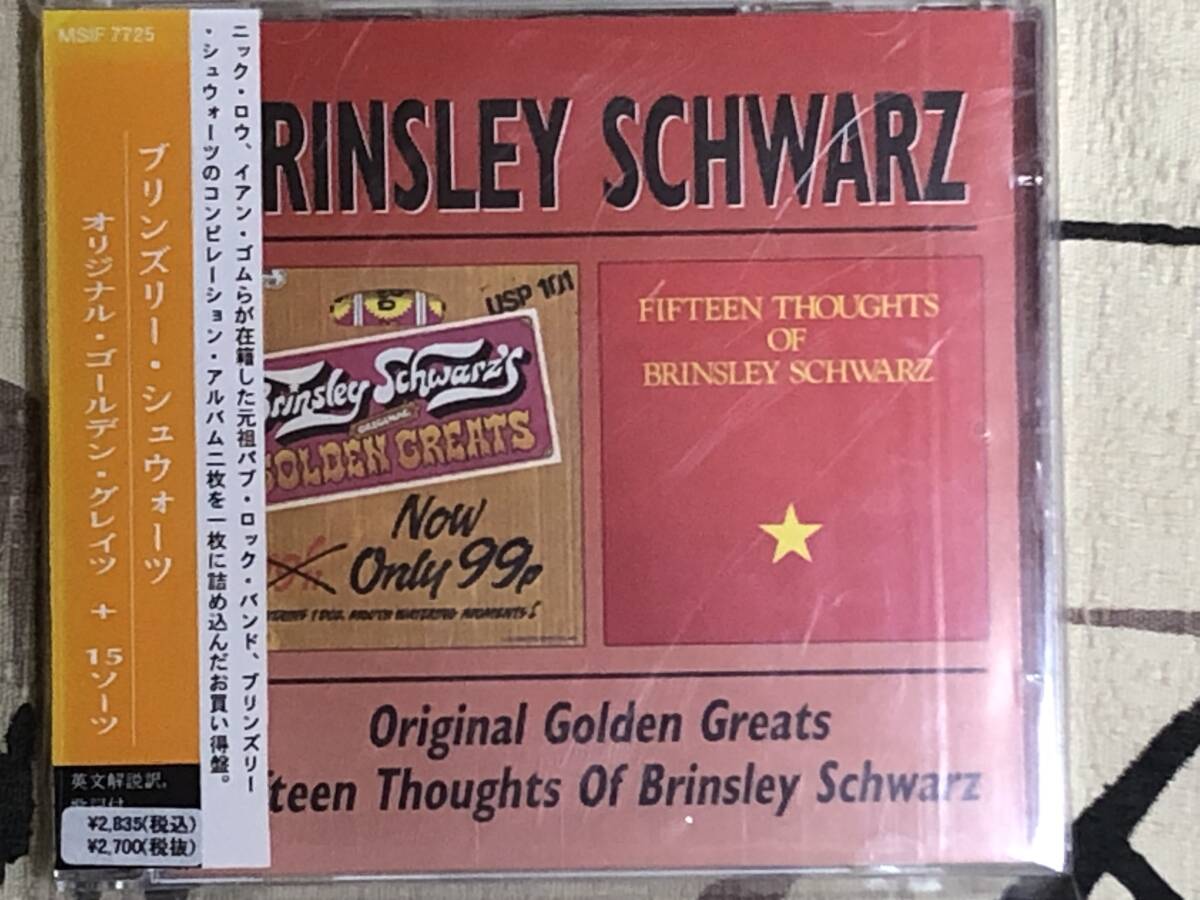 MSIF 7725
ブリンズリー・シュウォーツ
オリジナル・ゴールデン・グレイツ + 15ソーツ
英文解説訳。
¥2,835(税込)
¥2,700(税抜)
ニック・ロウ、イアン・ゴムらが在籍した元祖パブ・ロック・バンド、ブリンズリー
・シュウォーツのコンピレーション・アルバム二枚を一枚に詰め込んだお買い得盤。
RINSLEY SCHWARZ
USP 101
Brinsley Schwarz's
ORIGINAL
GOLDEN GREATS
Now
Only 99p
FIFTEEN THOUGHTS
OF
BRINSLEY SCHWARZ
Original Golden Greats
teen Thoughts Of Brinsley Schwarz